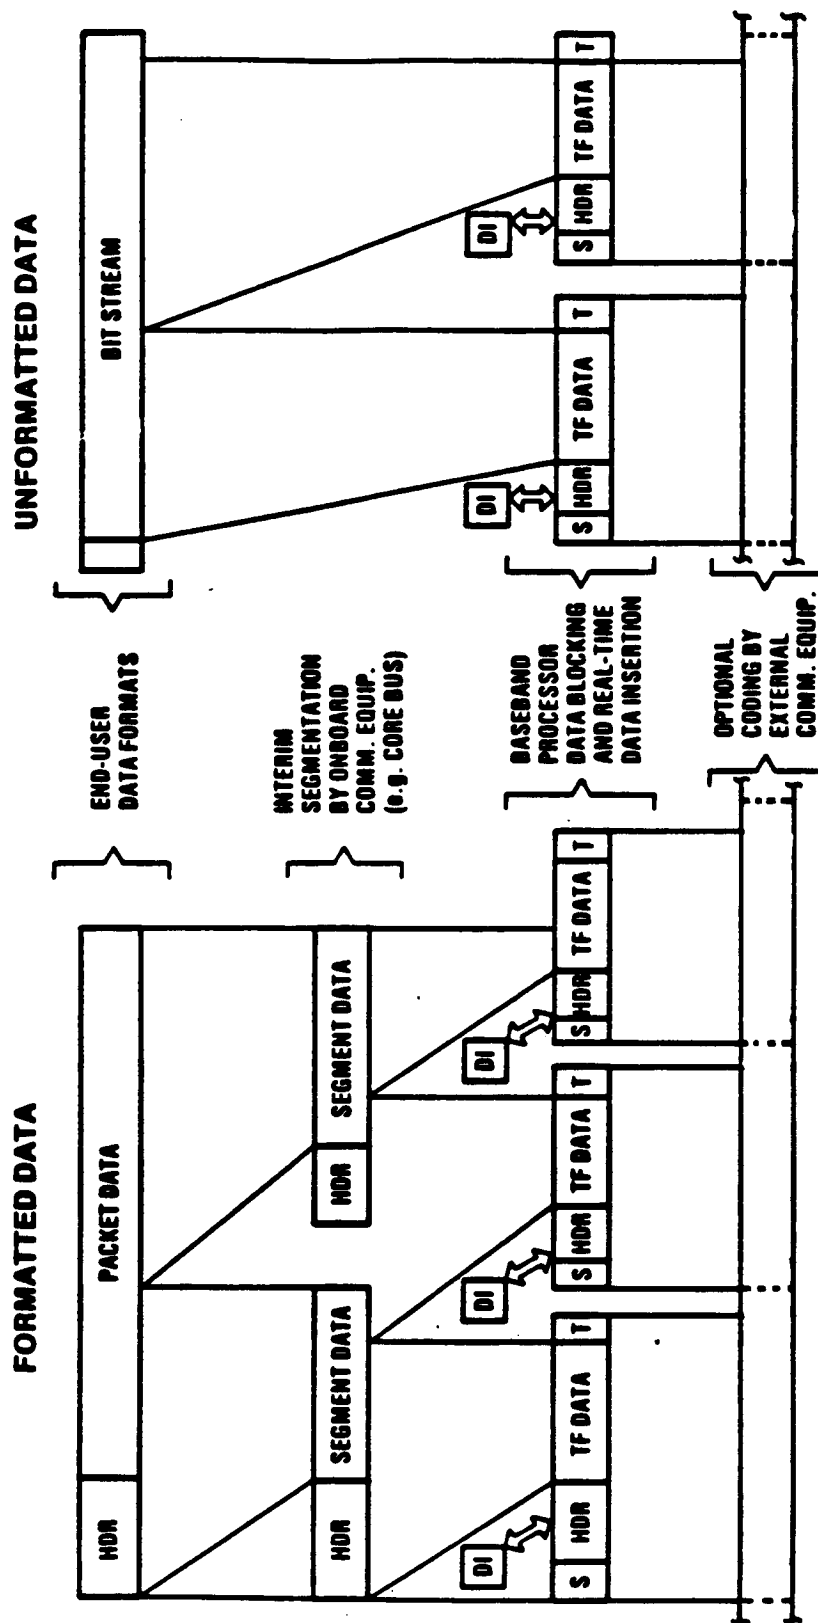 FORMATTED DATA
UNFORMATTED DATA
HDR
PACKET DATA
END-USER
DATA FORMATS
BIT STREAM
HDR
SEGMENT DATA
HDR
SEGMENT DATA
INTERIM
SEGMENTATION
BY ONBOARD
COMM. EQUIP.
(e.g. CORE BUS)
DI
DI
DI
DI
DI
S
HDR
TF DATA
T
S
HDR
TF DATA
T
S
HDR
TF DATA
T
BASEBAND
PROCESSOR
DATA BLOCKING
AND REAL-TIME
DATA INSERTION
S
HDR
TF DATA
T
S
HDR
TF DATA
T
OPTIONAL
CODING BY
EXTERNAL
COMM. EQUIP.